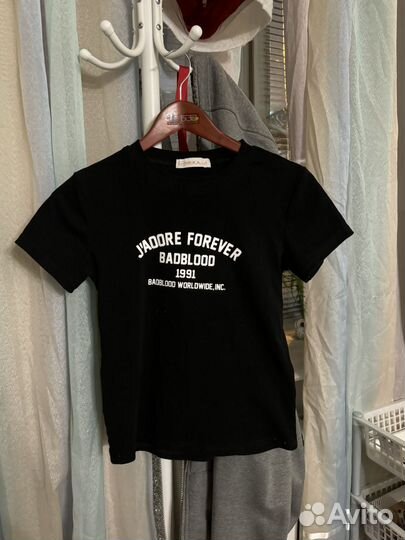 J'ADORE FOREVER
BADBLOOD
1991
BADBLOOD WORLDWIDE, INC.
Avito